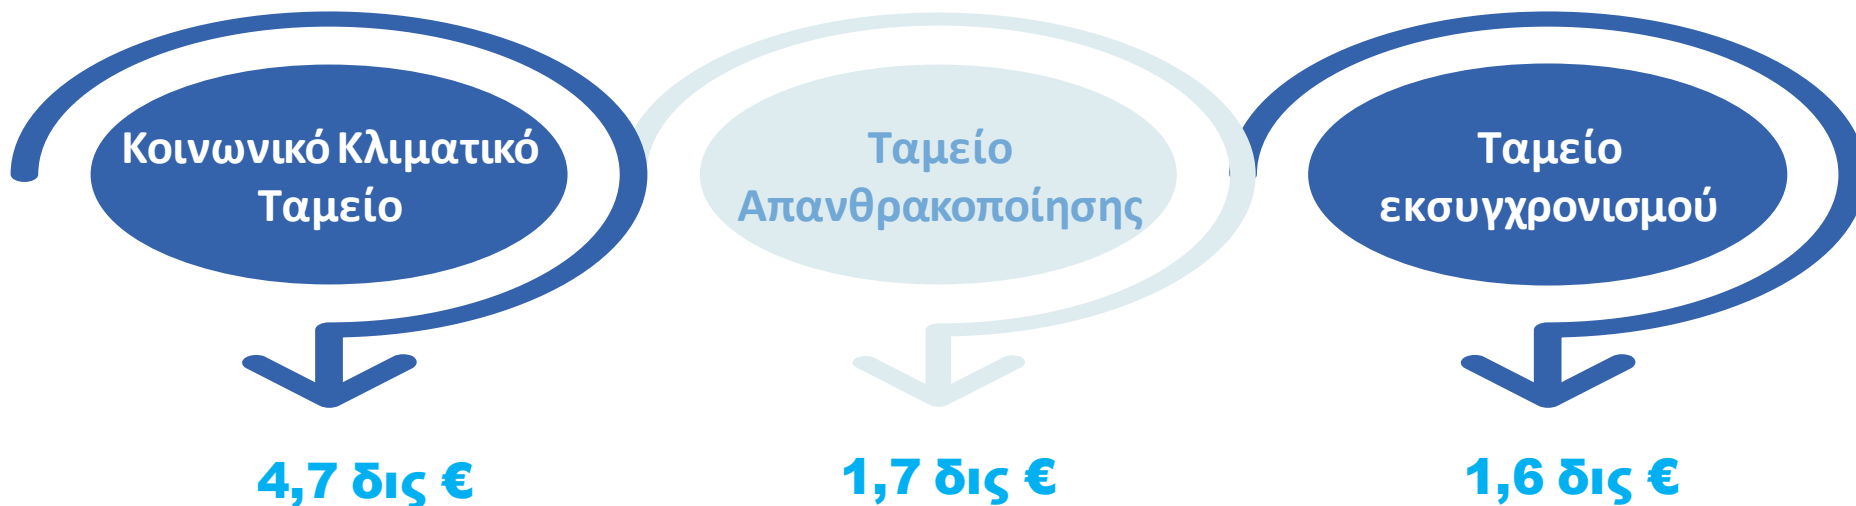 Κοινωνικό Κλιματικό
Ταμείο
Ταμείο
Απανθρακοποίησης
Ταμείο
εκσυγχρονισμού
4,7 δις €
1,7 δις €
1,6 δις €